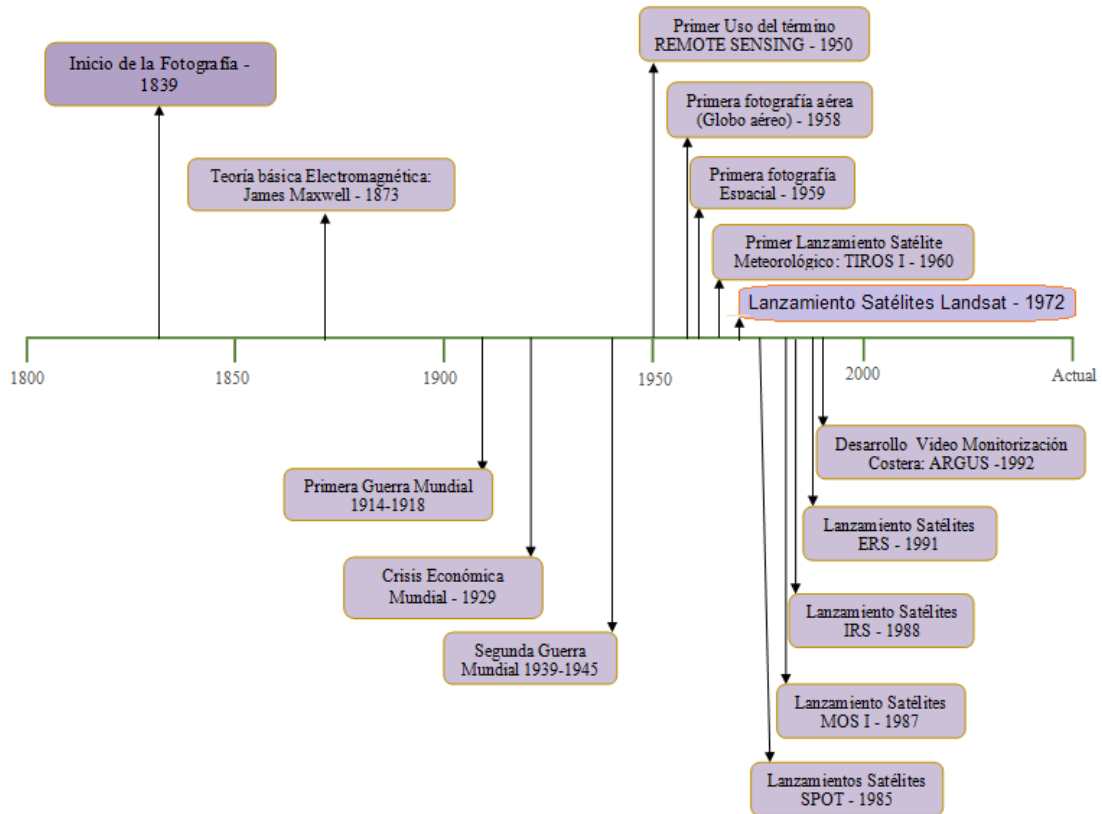 Primer Uso del término
REMOTE SENSING - 1950
Inicio de la Fotografía -
1839
Primera fotografía aérea
(Globo aéreo) - 1958
Teoría básica Electromagnética:
James Maxwell - 1873
Primera fotografía
Espacial - 1959
Primer Lanzamiento Satélite
Meteorológico: TIROS I - 1960
Lanzamiento Satélites Landsat - 1972
1800
1850
1900
1950
2000
Actual
Desarrollo Video Monitorización
Costera: ARGUS -1992
Primera Guerra Mundial
1914-1918
Lanzamiento Satélites
ERS - 1991
Crisis Económica
Mundial - 1929
Lanzamiento Satélites
IRS - 1988
Segunda Guerra
Mundial 1939-1945
Lanzamiento Satélites
MOS I - 1987
Lanzamientos Satélites
SPOT - 1985